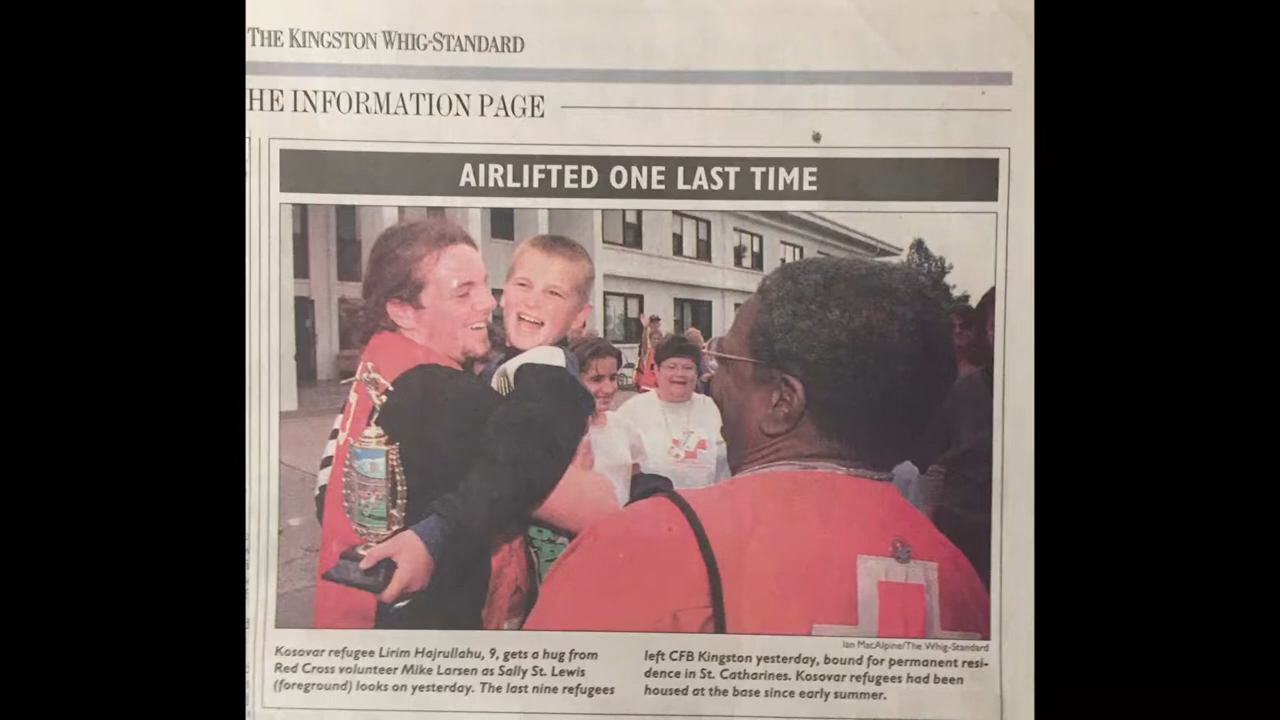 THE KINGSTON WHIG-STANDARD
HE INFORMATION PAGE
AIRLIFTED ONE LAST TIME
Ian MacAlpine/The Whig-Standard
Kosovar refugee Lirim Hajrullahu, 9, gets a hug from
Red Cross volunteer Mike Larsen as Sally St. Lewis
(foreground) looks on yesterday. The last nine refugees
left CFB Kingston yesterday, bound for permanent resi-
dence in St. Catharines. Kosovar refugees had been
housed at the base since early summer.